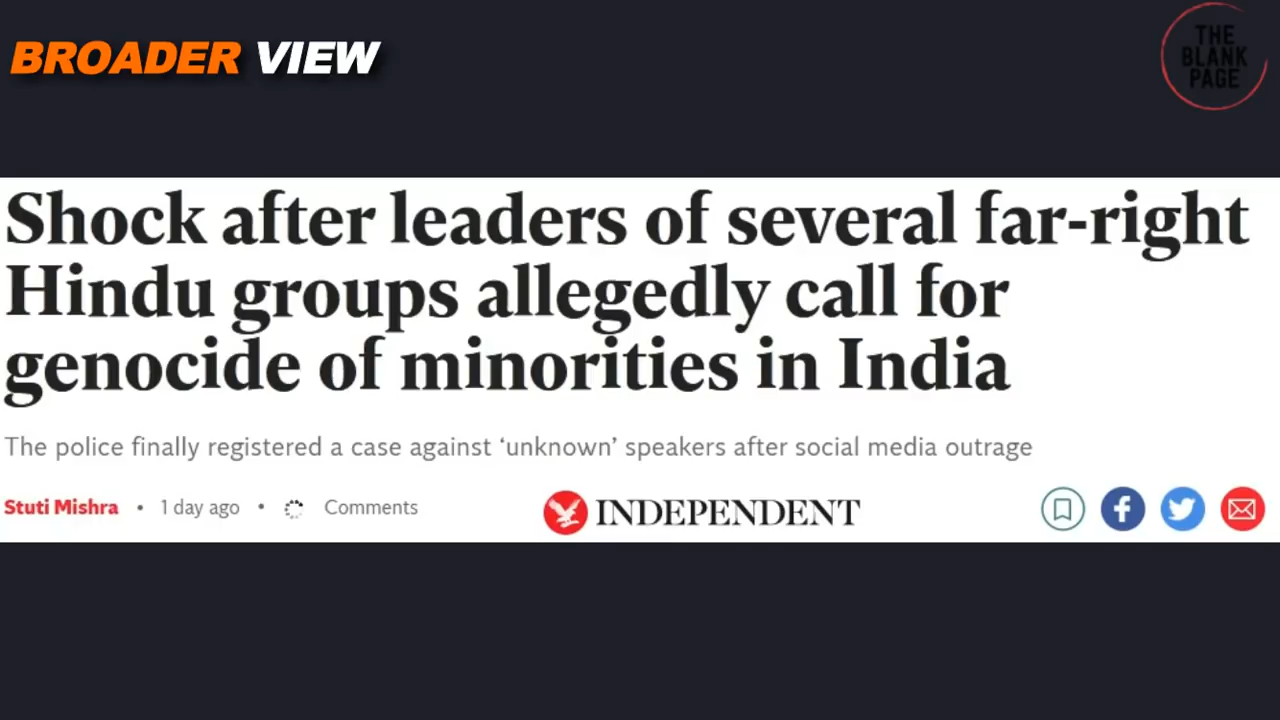 BROADER VIEW
THE
BLANK
PAGE
Shock after leaders of several far-right
Hindu groups allegedly call for
genocide of minorities in India
The police finally registered a case against ‘unknown’ speakers after social media outrage
Stuti Mishra • 1 day ago • Comments
INDEPENDENT